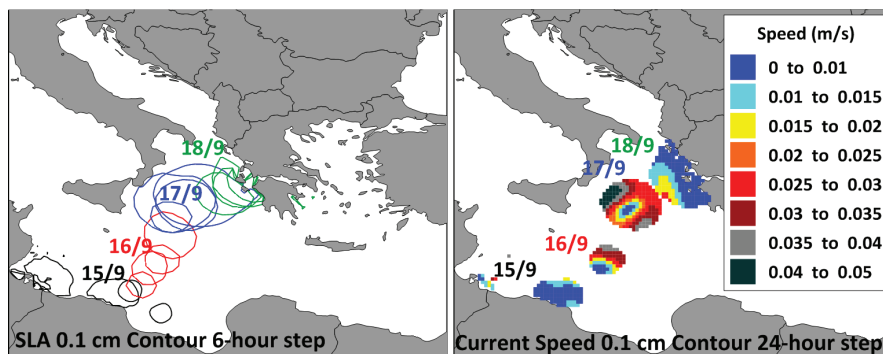 18/9
17/9
16/9
15/9
SLA 0.1 cm Contour 6-hour step
18/9
17/9
16/9
15/9
Current Speed 0.1 cm Contour 24-hour step
Speed (m/s)
0 to 0.01
0.01 to 0.015
0.015 to 0.02
0.02 to 0.025
0.025 to 0.03
0.03 to 0.035
0.035 to 0.04
0.04 to 0.05